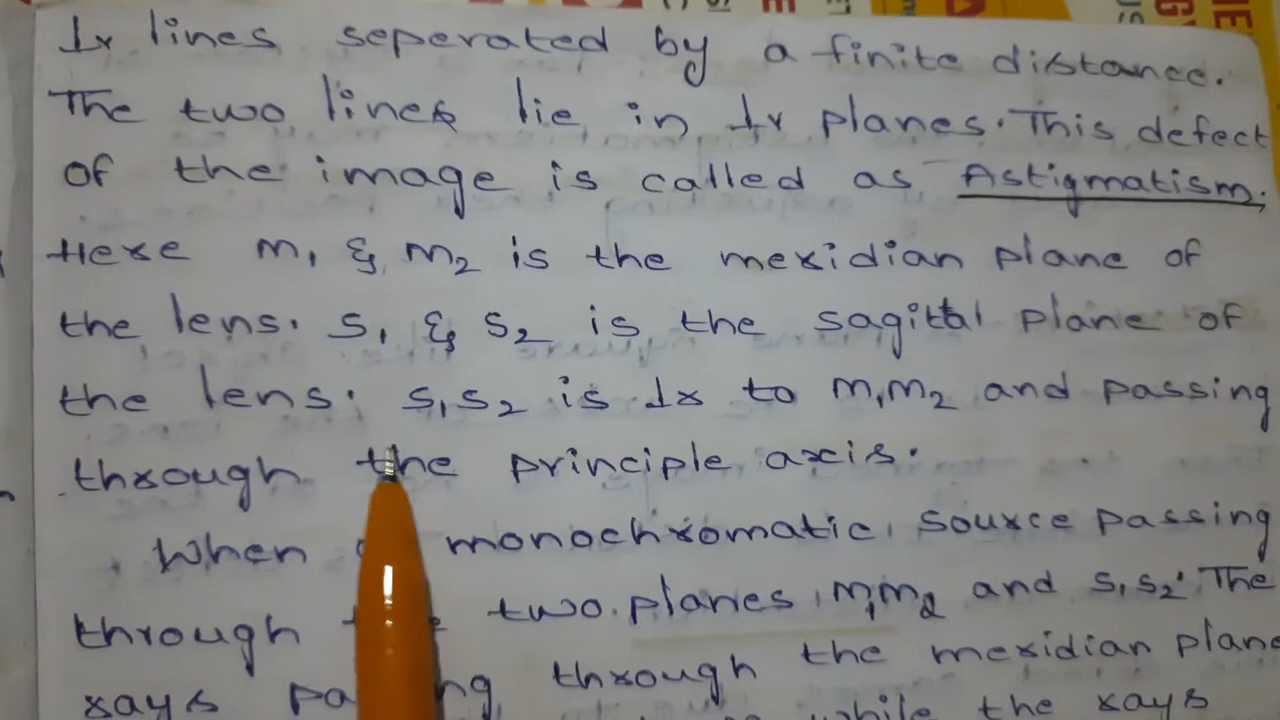 ⊥r lines seperated by a finite distance.
The two lines lie in ⊥r planes. This defect
of the image is called as Astigmatism.
Here m₁ & m₂ is the meridian plane of
the lens. S₁ & S₂ is the sagittal plane of
the lens. S₁S₂ is ⊥r to m₁m₂ and passing
through the principle axis.
When monochromatic source passing
through two planes m₁m₂ and S₁S₂. The
rays through the meridian plane
while the rays